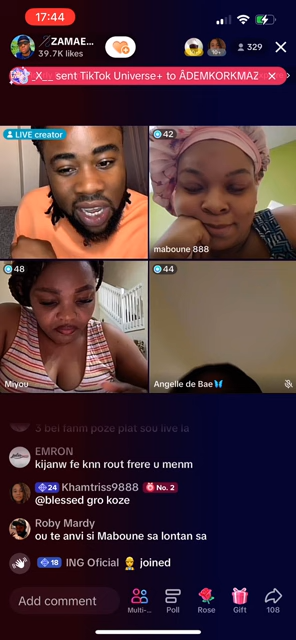 17:44
ZAMAE...
39.7K likes
329
_X__ sent TikTok Universe+ to ÄDEMKORKMAZ
LIVE creator
42
maboune 888
48
44
Miyou
Angelle de Bae🦋
3 bel fanm poze plat sou live la
EMRON
kijanw fe knn rout frere u menm
24 Khamtriss9888 No. 2
@blessed gro koze
Roby Mardy
ou te anvi si Maboune sa lontan sa
18 ING Oficial joined
Add comment
Multi-...
Poll
Rose
Gift
108